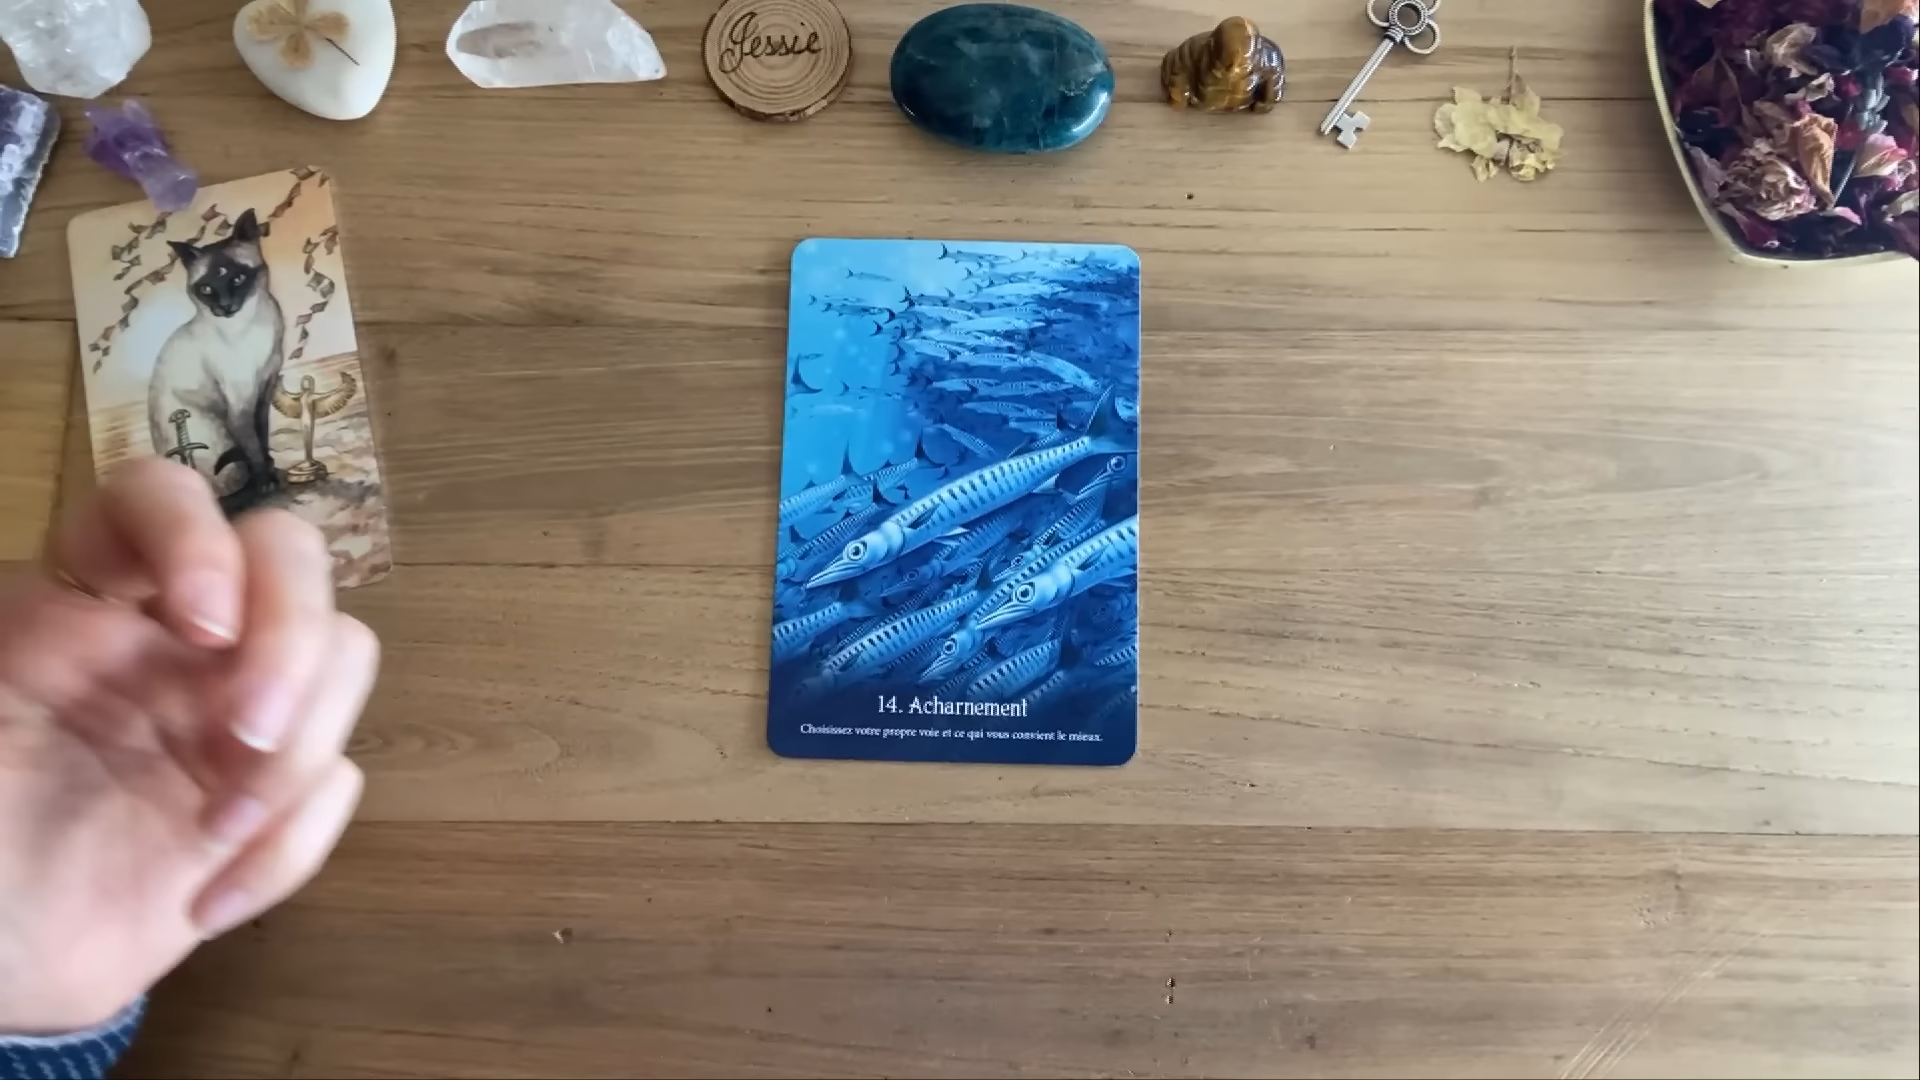 Jessie
14. Acharnement
Choisissez votre propre voie et ce qui vous convient le mieux.